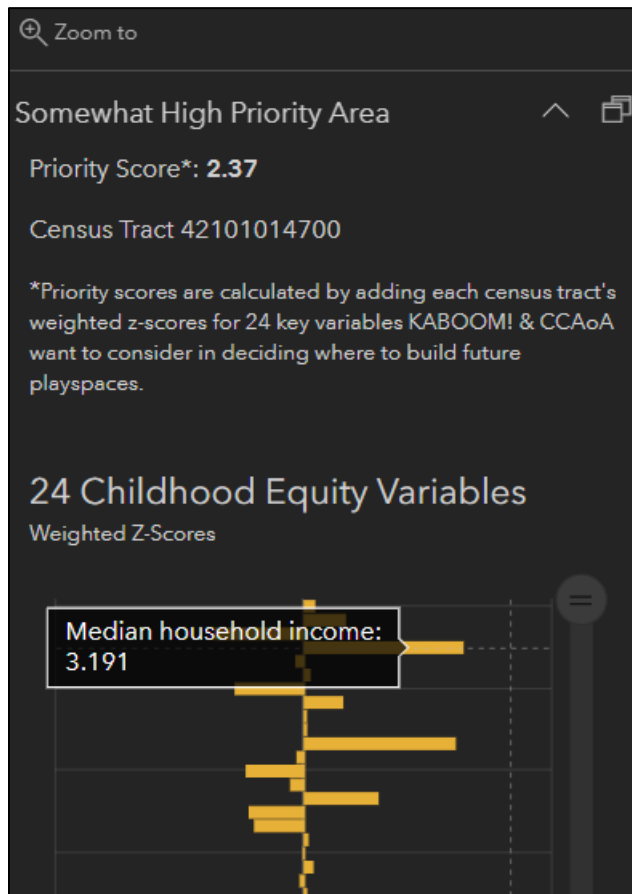 Zoom to
Somewhat High Priority Area
Priority Score*: 2.37
Census Tract 42101014700
*Priority scores are calculated by adding each census tract's
weighted z-scores for 24 key variables KABOOM! & CCAoA
want to consider in deciding where to build future
playspaces.
24 Childhood Equity Variables
Weighted Z-Scores
Median household income:
3.191